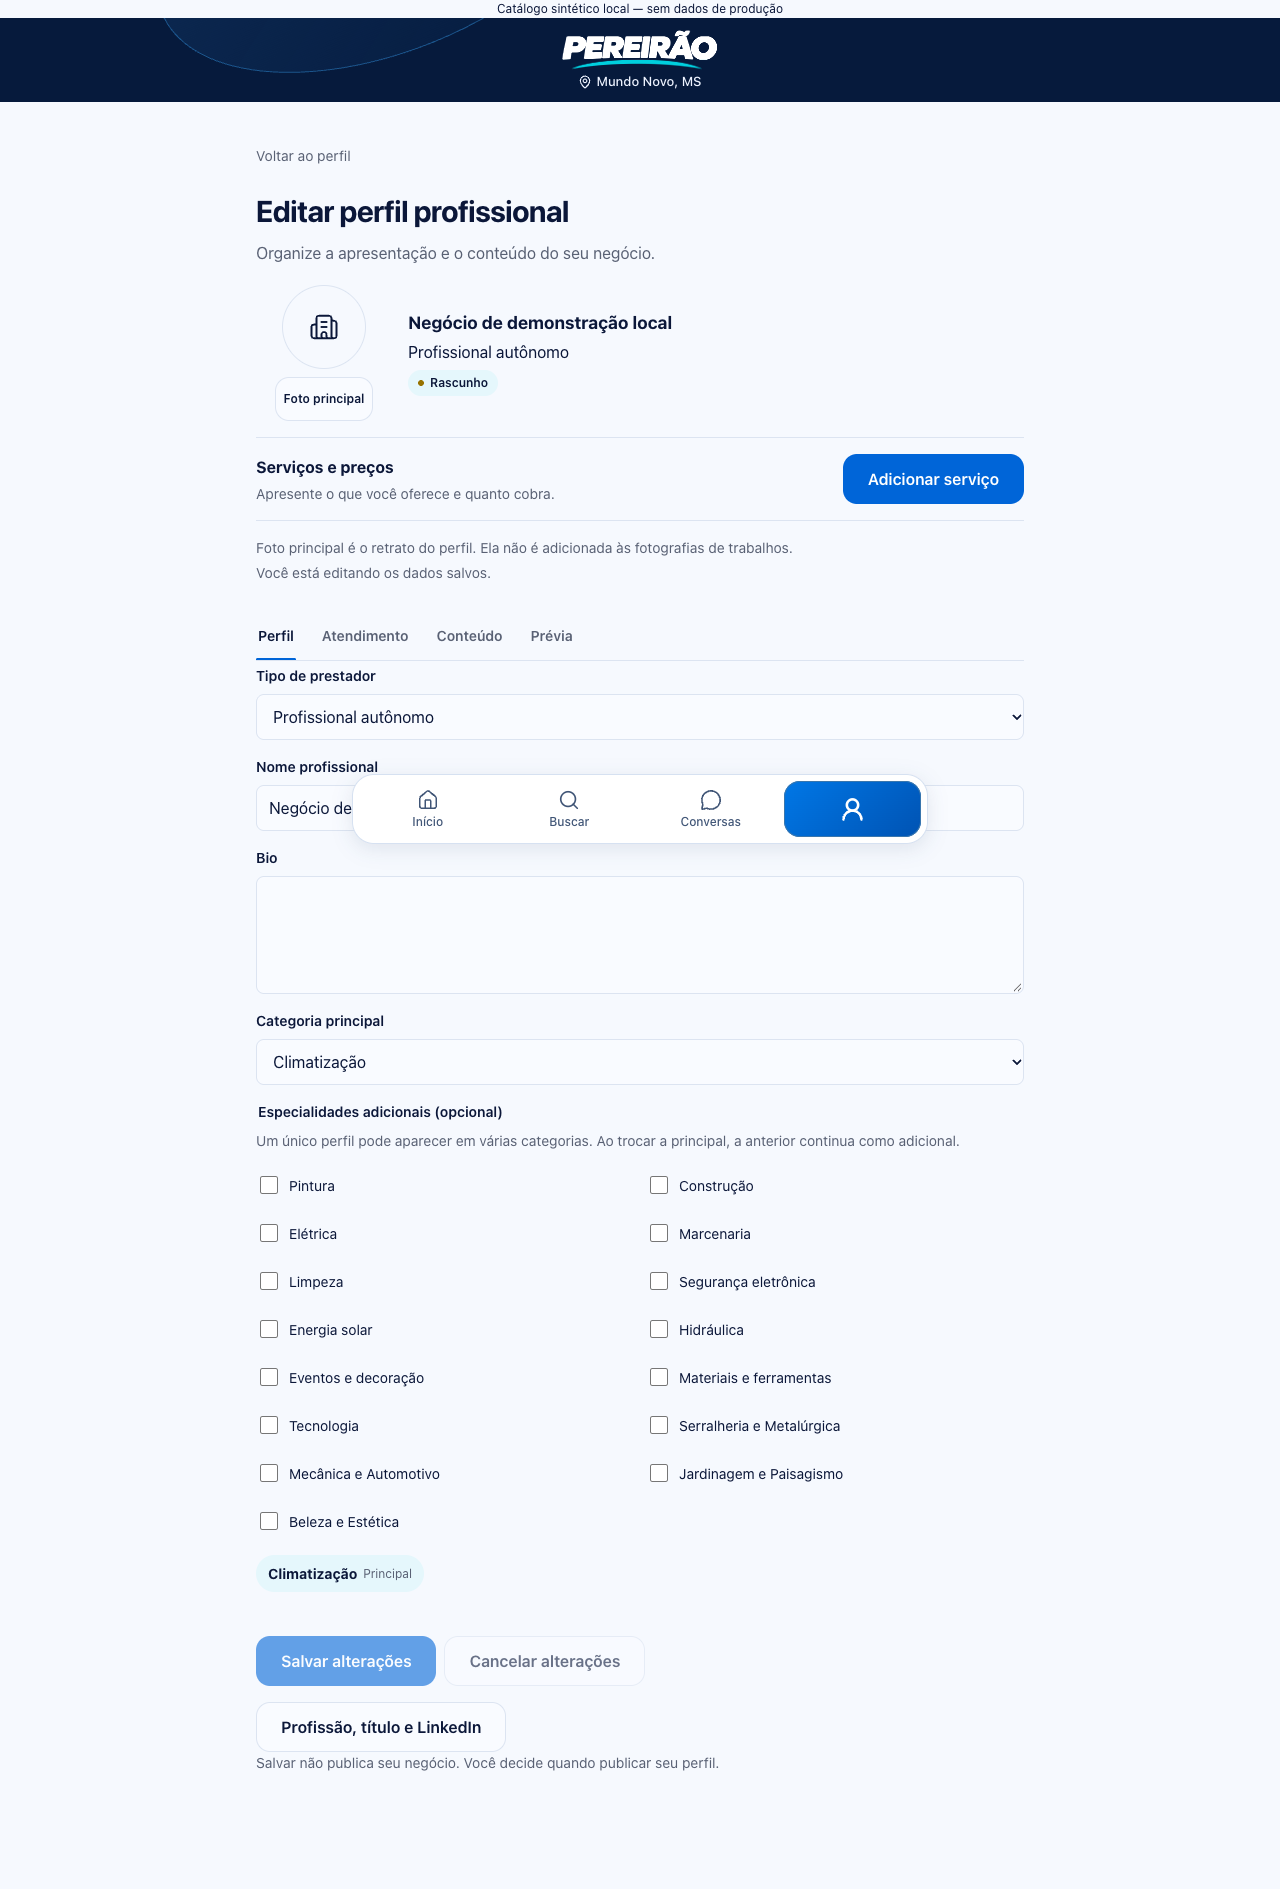 Catálogo sintético local — sem dados de produção
PEREIRÃO
Mundo Novo, MS
Voltar ao perfil
Editar perfil profissional
Organize a apresentação e o conteúdo do seu negócio.
Negócio de demonstração local
Profissional autônomo
Rascunho
Foto principal
Serviços e preços
Apresente o que você oferece e quanto cobra.
Adicionar serviço
Foto principal é o retrato do perfil. Ela não é adicionada às fotografias de trabalhos.
Você está editando os dados salvos.
Perfil Atendimento Conteúdo Prévia
Tipo de prestador
Profissional autônomo
Nome profissional
Negócio de
Início Buscar Conversas
Bio
Categoria principal
Climatização
Especialidades adicionais (opcional)
Um único perfil pode aparecer em várias categorias. Ao trocar a principal, a anterior continua como adicional.
Pintura Construção
Elétrica Marcenaria
Limpeza Segurança eletrônica
Energia solar Hidráulica
Eventos e decoração Materiais e ferramentas
Tecnologia Serralheria e Metalúrgica
Mecânica e Automotivo Jardinagem e Paisagismo
Beleza e Estética
Climatização Principal
Salvar alterações Cancelar alterações
Profissão, título e LinkedIn
Salvar não publica seu negócio. Você decide quando publicar seu perfil.